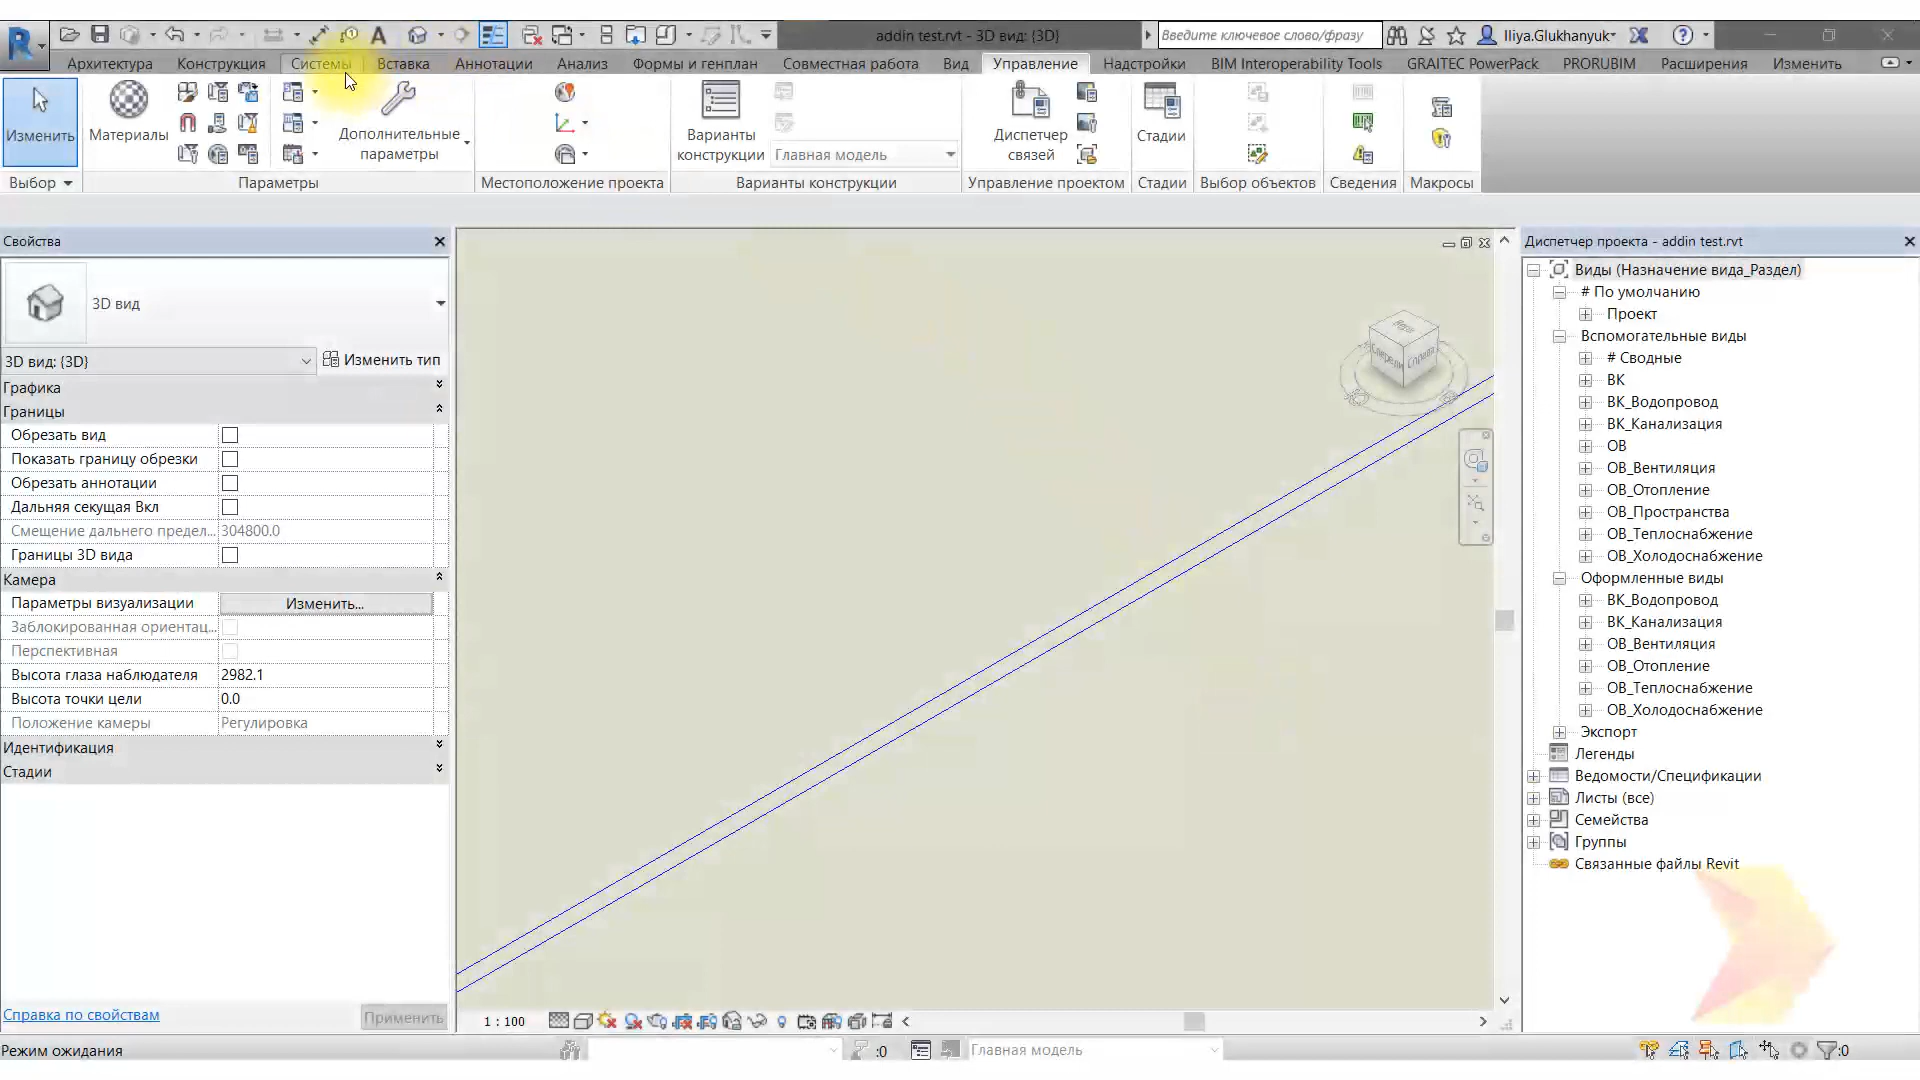 addin test.rvt - 3D вид: {3D}
Введите ключевое слово/фразу
Iliya.Glukhanyuk
Архитектура
Конструкция
Системы
Вставка
Аннотации
Анализ
Формы и генплан
Совместная работа
Вид
Управление
Надстройки
BIM Interoperability Tools
GRAITEC PowerPack
PRORUBIM
Расширения
Изменить
Изменить
Материалы
Дополнительные
параметры
Варианты
конструкции
Главная модель
Диспетчер
связей
Стадии
Выбор
Параметры
Местоположение проекта
Варианты конструкции
Управление проектом
Стадии
Выбор объектов
Сведения
Макросы
Свойства
3D вид
3D вид: {3D}
Изменить тип
Графика
Границы
Обрезать вид
Показать границу обрезки
Обрезать аннотации
Дальняя секущая Вкл
Смещение дальнего предел... 304800.0
Границы 3D вида
Камера
Параметры визуализации Изменить...
Заблокированная ориентац...
Перспективная
Высота глаза наблюдателя 2982.1
Высота точки цели 0.0
Положение камеры Регулировка
Идентификация
Стадии
Справка по свойствам
Применить
Верх
Спереди
Справа
1 : 100
Диспетчер проекта - addin test.rvt
Виды (Назначение вида_Раздел)
# По умолчанию
Проект
Вспомогательные виды
# Сводные
ВК
ВК_Водопровод
ВК_Канализация
ОВ
ОВ_Вентиляция
ОВ_Отопление
ОВ_Пространства
ОВ_Теплоснабжение
ОВ_Холодоснабжение
Оформленные виды
ВК_Водопровод
ВК_Канализация
ОВ_Вентиляция
ОВ_Отопление
ОВ_Теплоснабжение
ОВ_Холодоснабжение
Экспорт
Легенды
Ведомости/Спецификации
Листы (все)
Семейства
Группы
Связанные файлы Revit
Режим ожидания
:0
Главная модель
:0